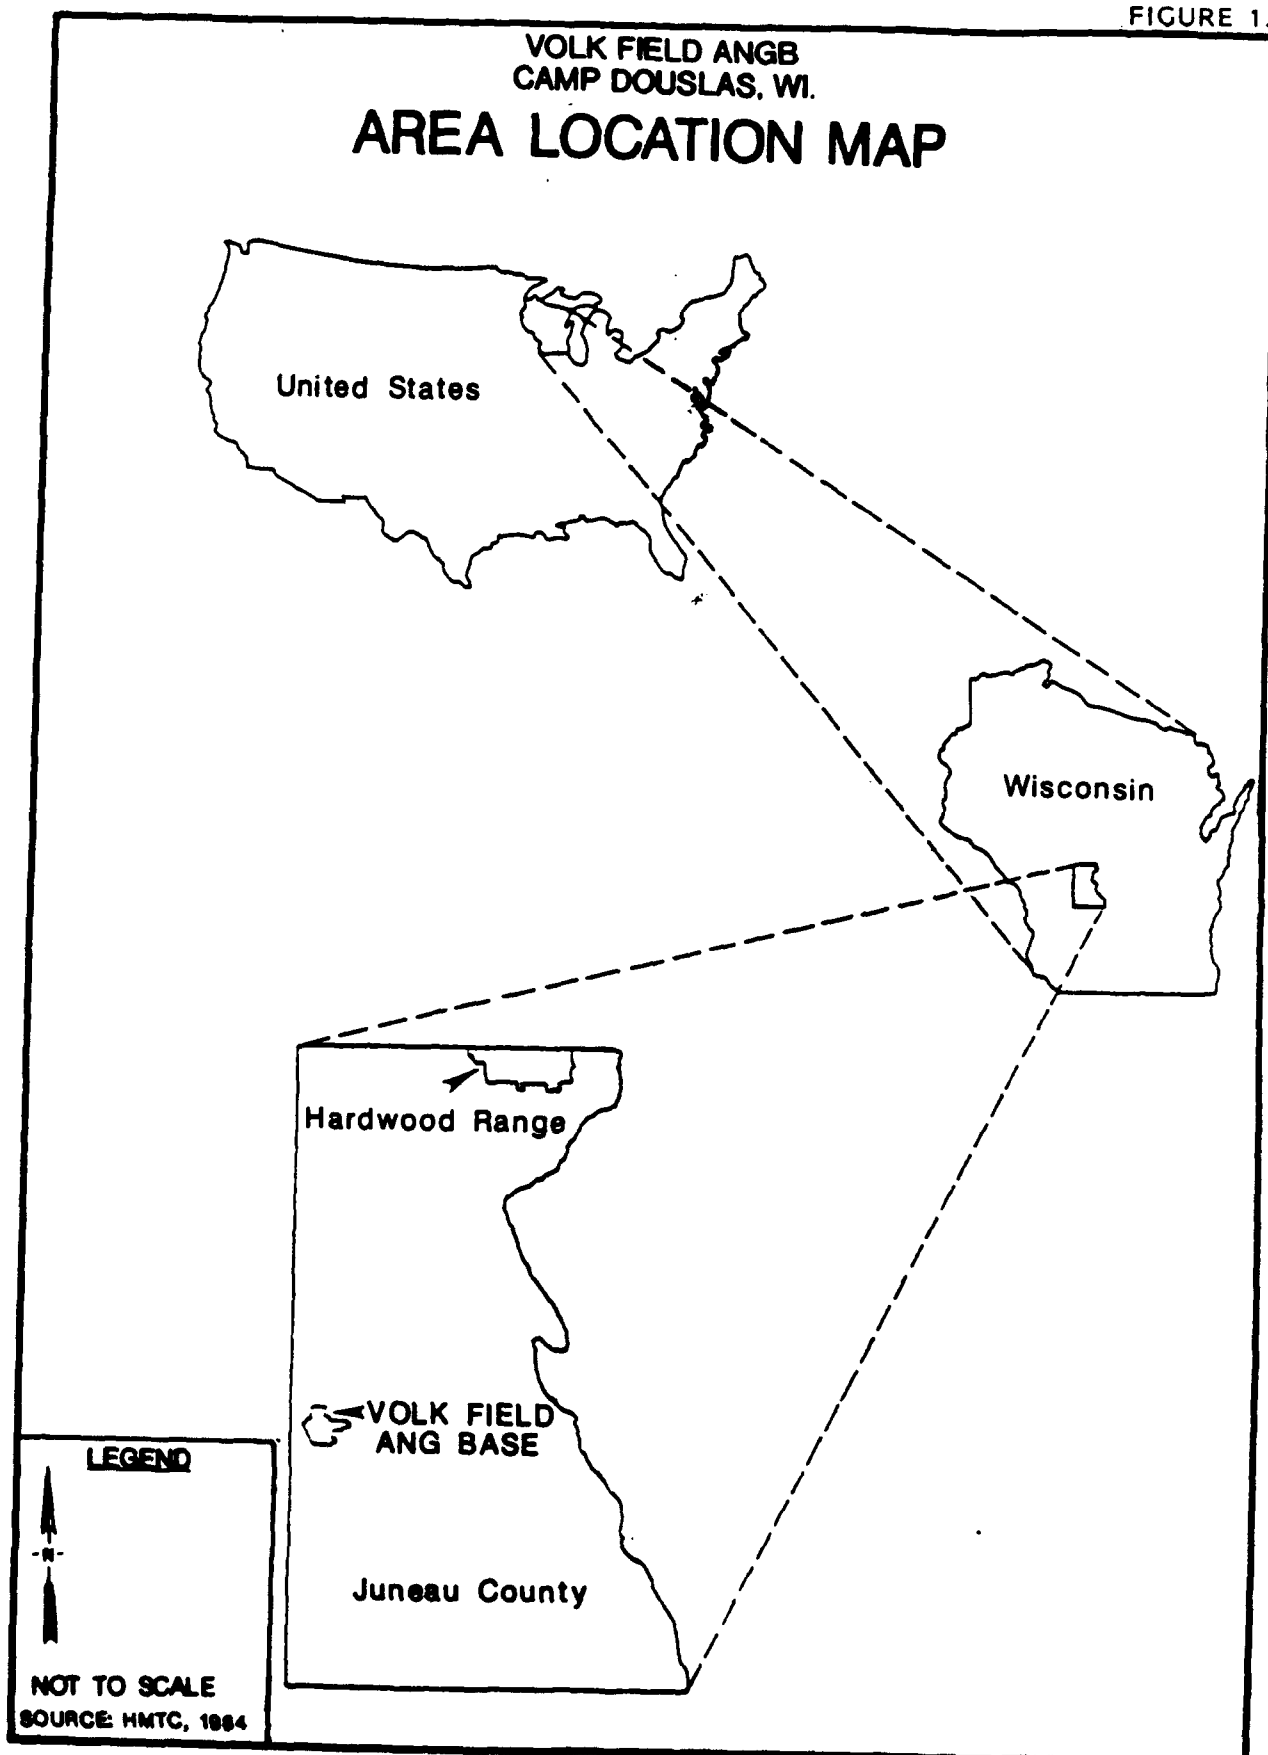 FIGURE 1.
VOLK FIELD ANGB
CAMP DOUSLAS, WI.
AREA LOCATION MAP
United States
Wisconsin
Hardwood Range
VOLK FIELD
ANG BASE
Juneau County
LEGEND
-N-
NOT TO SCALE
SOURCE: HMTC, 1984